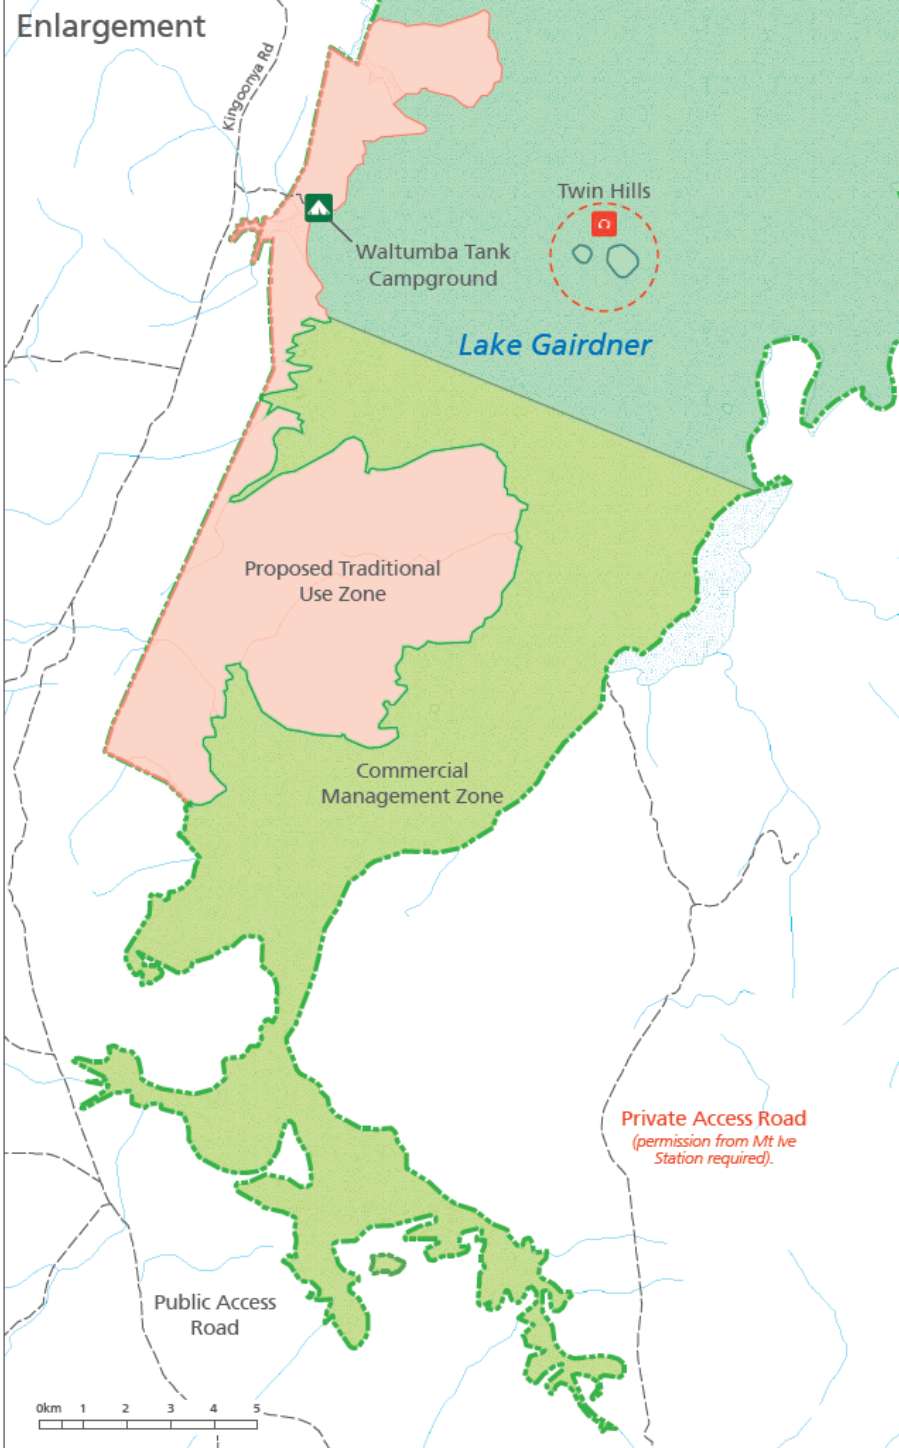 Enlargement
Kingoonya Rd
Twin Hills
Waltumba Tank
Campground
Lake Gairdner
Proposed Traditional
Use Zone
Commercial
Management Zone
Private Access Road
(permission from Mt Ive
Station required).
Public Access
Road
0km 1 2 3 4 5